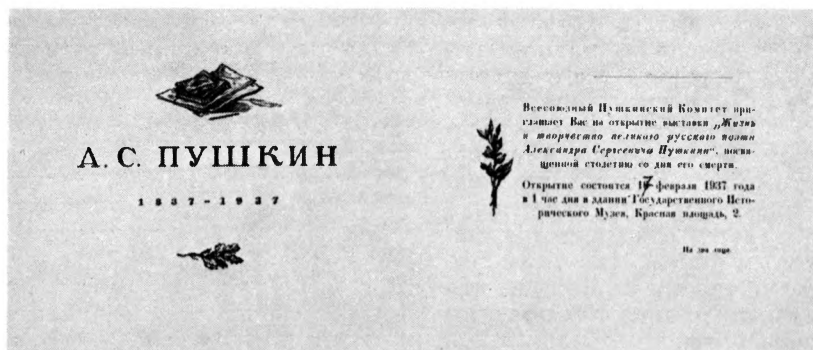 А. С. ПУШКИН
1837-1937
Всесоюзный Пушкинский Комитет при-
глашает Вас на открытие выставки „Жизнь
и творчество великого русского поэта
Александра Сергеевича Пушкина“, посвя-
щенной столетию со дня его смерти.
Открытие состоится 17 февраля 1937 года
в 1 час дня в здании Государственного Исто-
рического Музея, Красная площадь, 2.
На два лица.